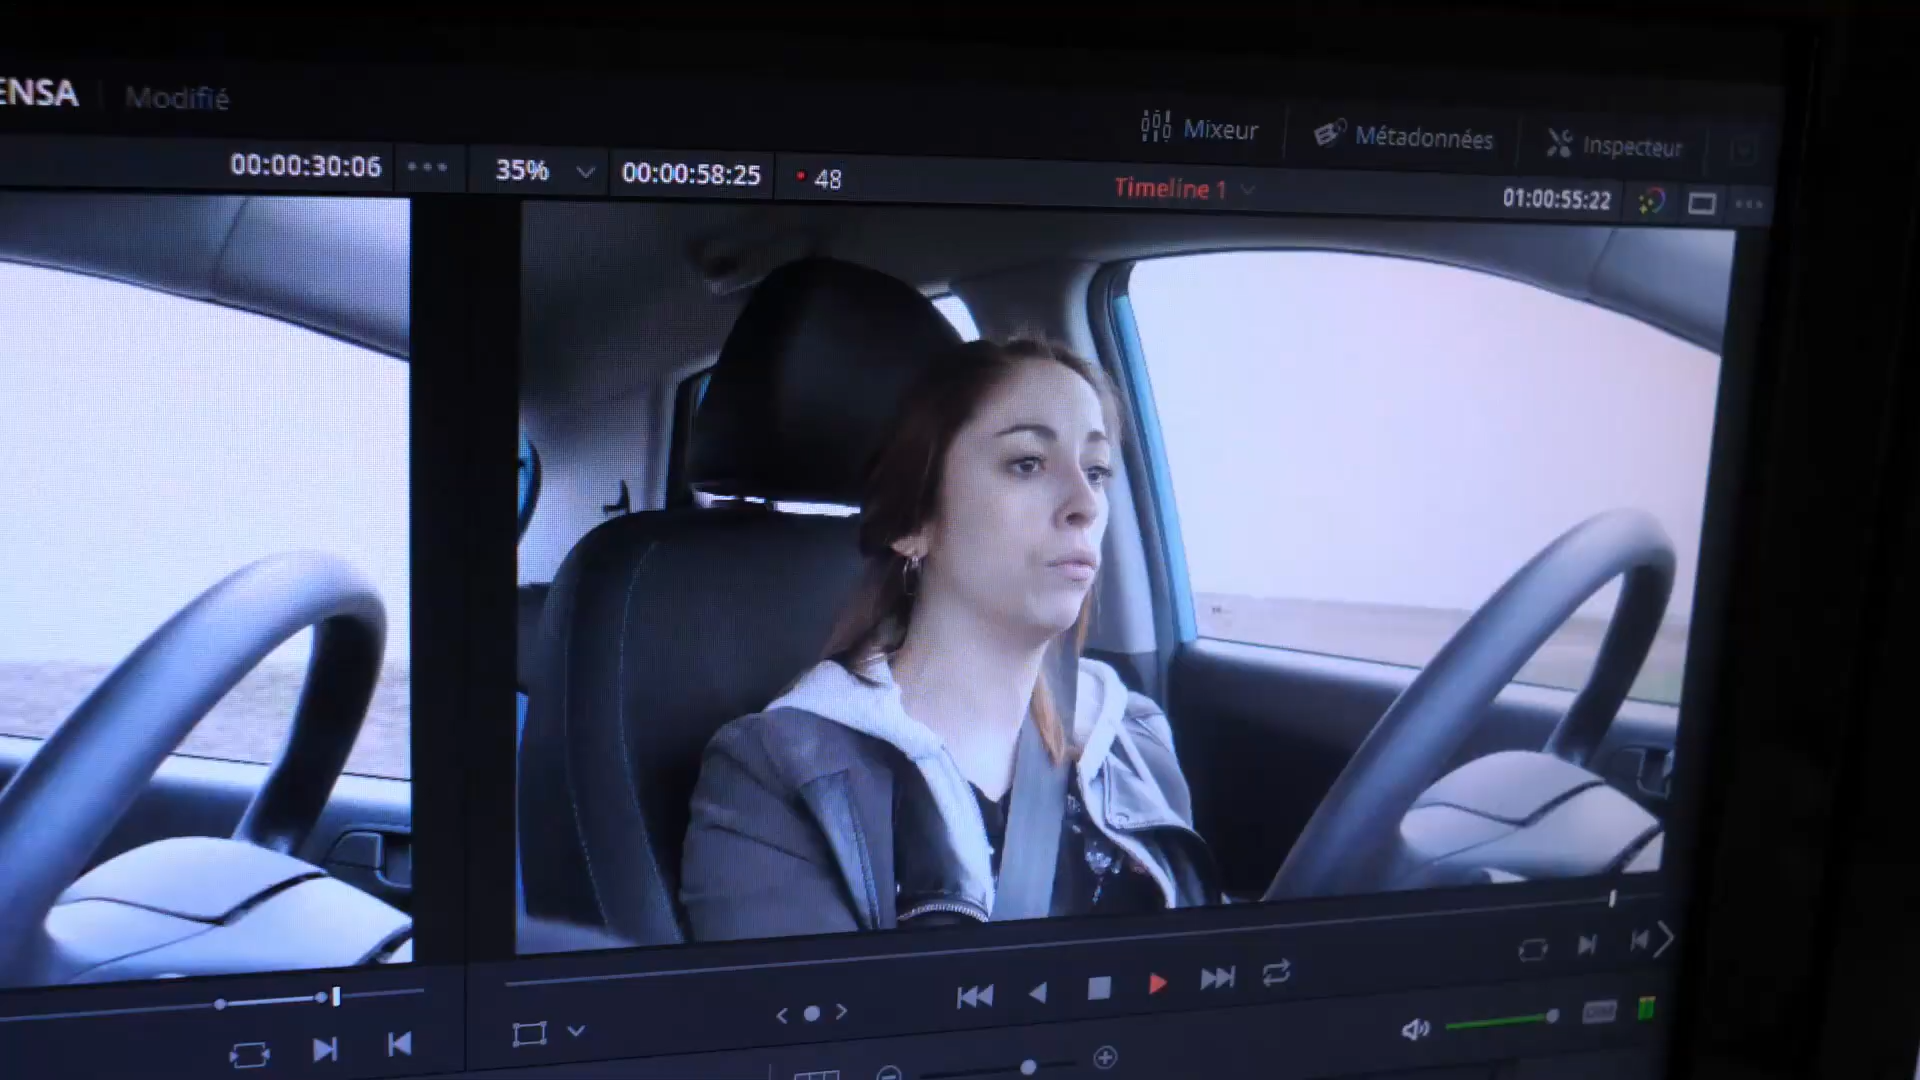 ENSA Modifié
Mixeur Métadonnées Inspecteur
00:00:30:06 35% 00:00:58:25 48 Timeline 1 01:00:55:22